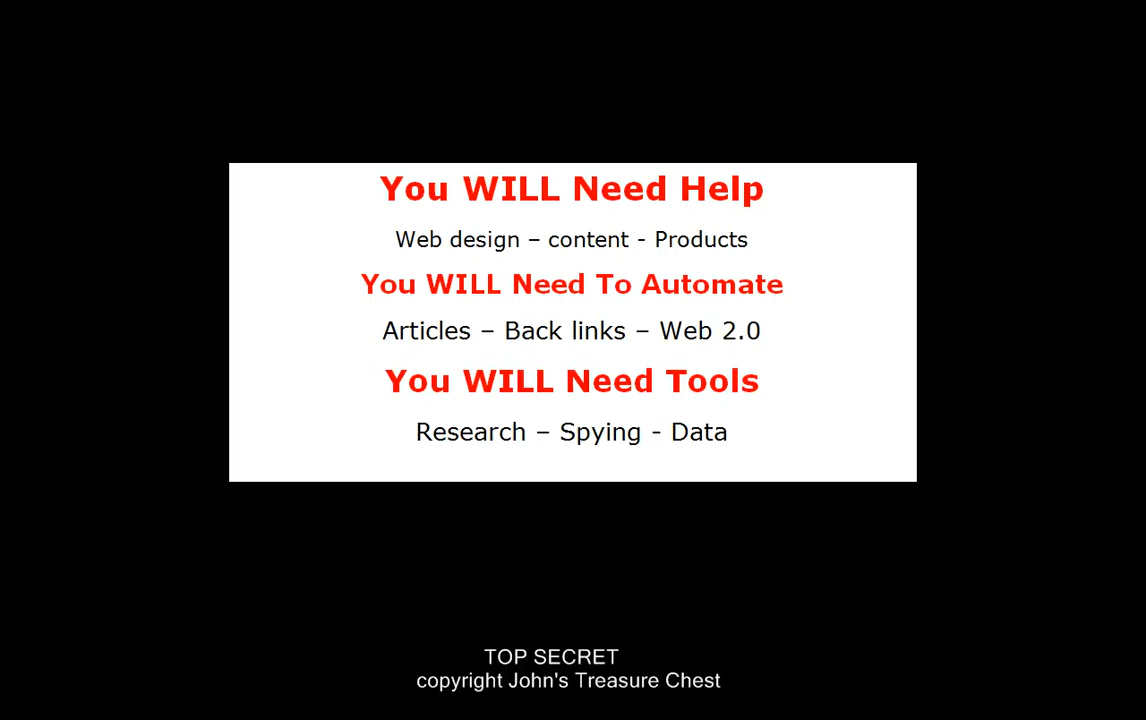 You WILL Need Help
Web design – content - Products
You WILL Need To Automate
Articles – Back links – Web 2.0
You WILL Need Tools
Research – Spying - Data
TOP SECRET
copyright John's Treasure Chest